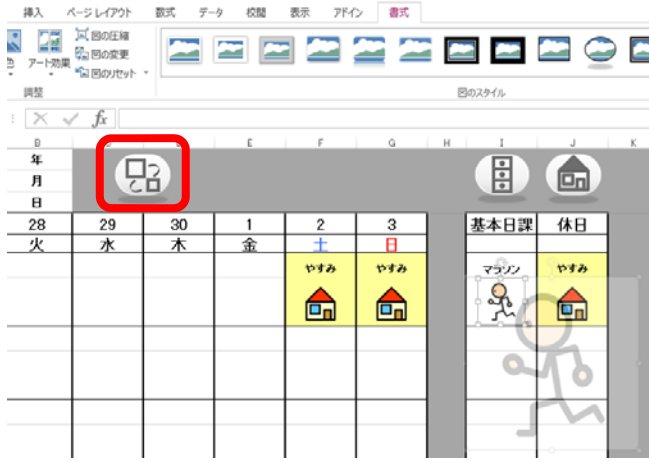 挿入 ページ レイアウト 数式 データ 校閲 表示 アドイン 書式
図の圧縮
図の変更
アート効果
図のリセット
調整 図のスタイル
fx
B E F G H I J K
年
月
日
28 29 30 1 2 3 基本日課 休日
火 水 木 金 土 日
やすみ やすみ マラソン やすみ